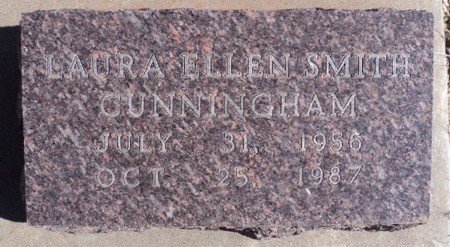 LAURA ELLEN SMITH
CUNNINGHAM
JULY 31, 1956
OCT 25, 1987